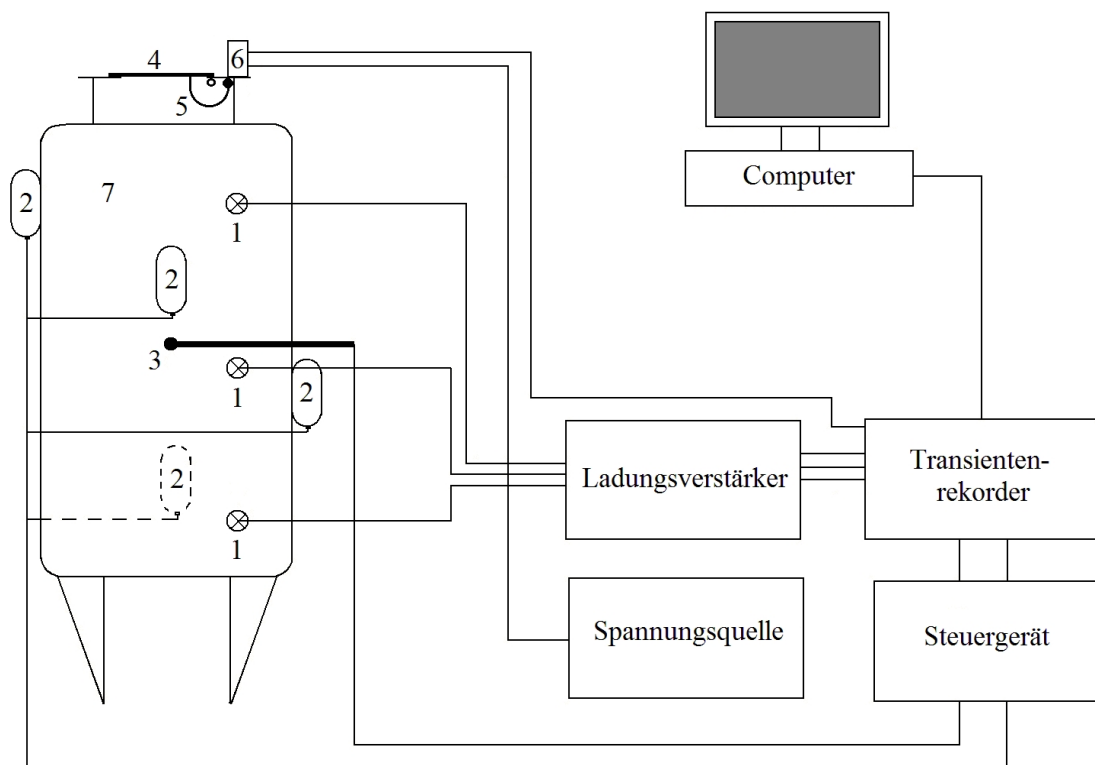 4
6
5
7
2
1
2
3
1
2
2
1
Computer
Ladungsverstärker
Transienten-
rekorder
Spannungsquelle
Steuergerät